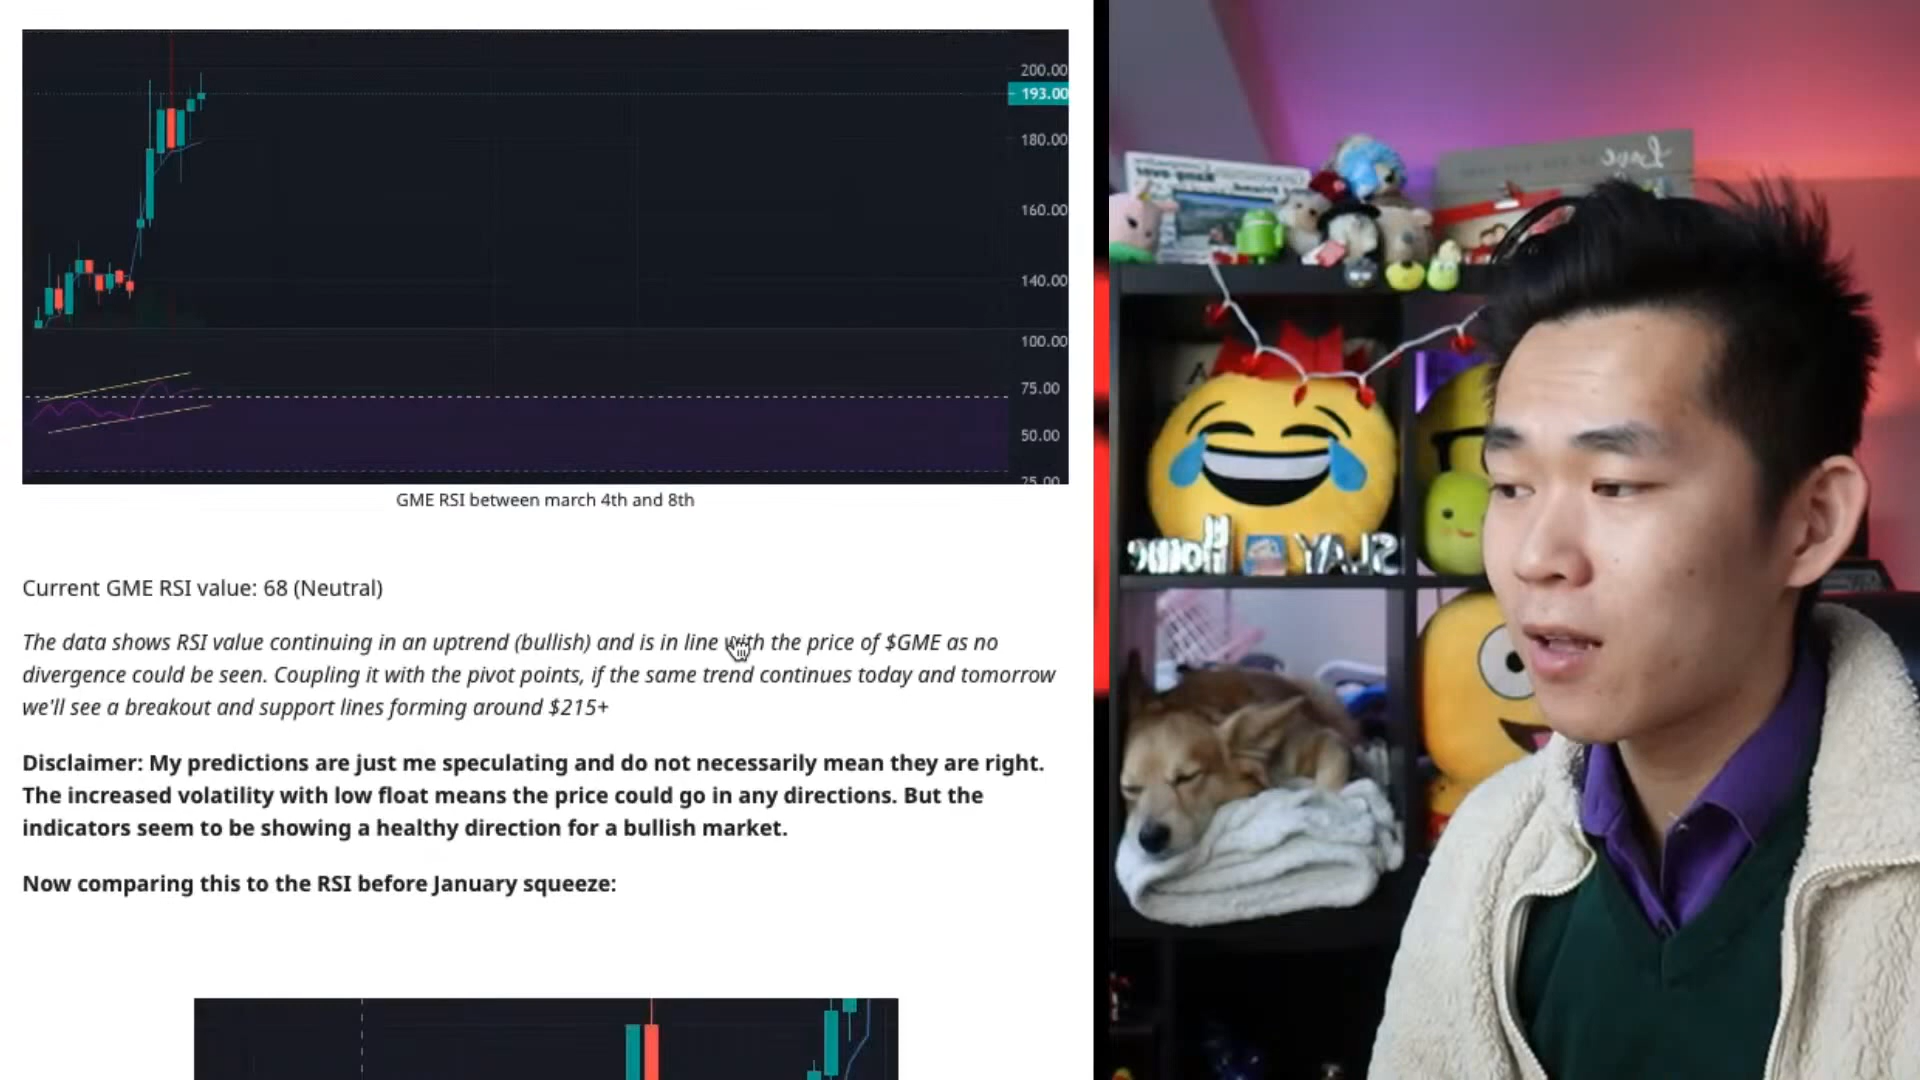 200.00
193.00
180.00
160.00
140.00
100.00
75.00
50.00
25.00
GME RSI between march 4th and 8th
Current GME RSI value: 68 (Neutral)
The data shows RSI value continuing in an uptrend (bullish) and is in line with the price of $GME as no
divergence could be seen. Coupling it with the pivot points, if the same trend continues today and tomorrow
we'll see a breakout and support lines forming around $215+
Disclaimer: My predictions are just me speculating and do not necessarily mean they are right.
The increased volatility with low float means the price could go in any directions. But the
indicators seem to be showing a healthy direction for a bullish market.
Now comparing this to the RSI before January squeeze:
Love
Home
SLAY